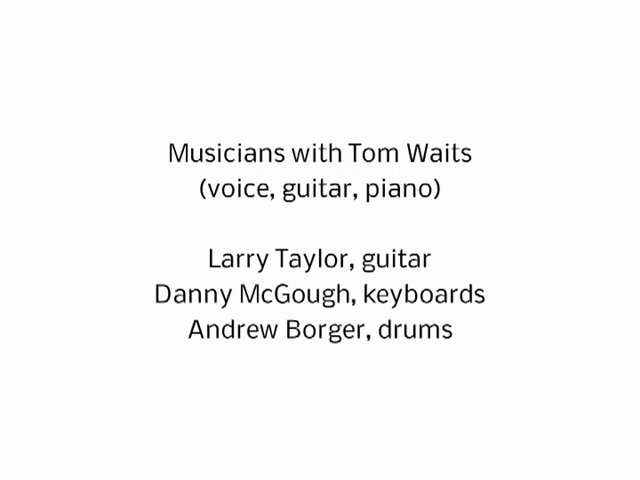 Musicians with Tom Waits
(voice, guitar, piano)
Larry Taylor, guitar
Danny McGough, keyboards
Andrew Borger, drums